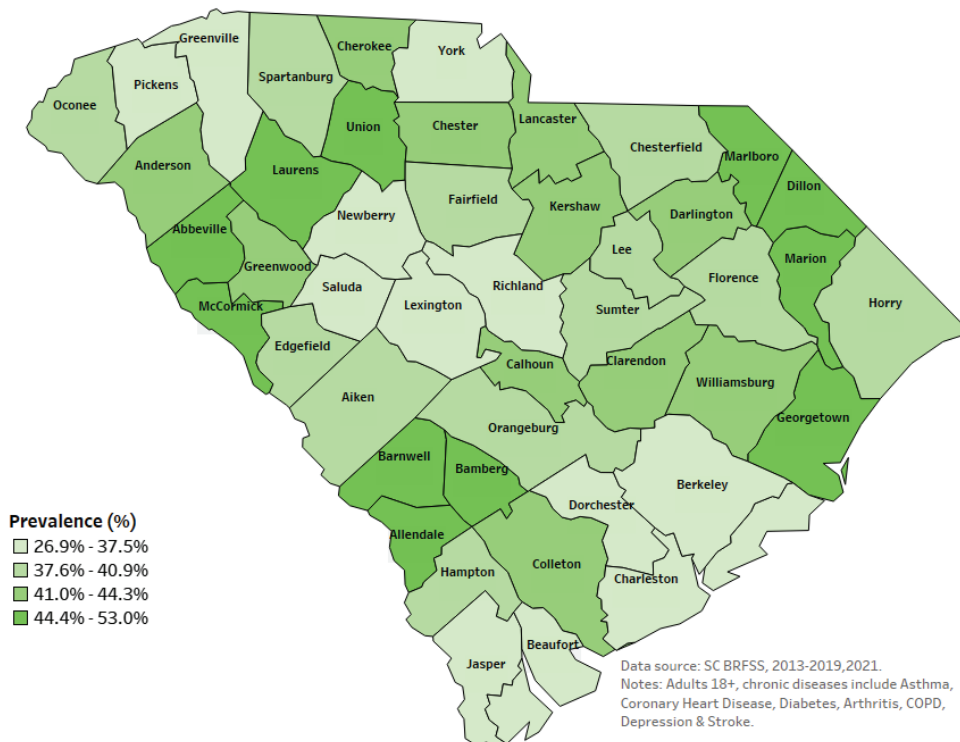 Greenville
Cherokee
York
Pickens
Spartanburg
Oconee
Union
Chester
Lancaster
Chesterfield
Marlboro
Anderson
Laurens
Dillon
Newberry
Fairfield
Kershaw
Darlington
Abbeville
Greenwood
Lee
Marion
Florence
Saluda
Richland
McCormick
Lexington
Sumter
Horry
Edgefield
Calhoun
Clarendon
Williamsburg
Aiken
Georgetown
Orangeburg
Barnwell
Bamberg
Berkeley
Dorchester
Allendale
Colleton
Hampton
Charleston
Beaufort
Jasper
Prevalence (%)
26.9% - 37.5%
37.6% - 40.9%
41.0% - 44.3%
44.4% - 53.0%
Data source: SC BRFSS, 2013-2019,2021.
Notes: Adults 18+, chronic diseases include Asthma,
Coronary Heart Disease, Diabetes, Arthritis, COPD,
Depression & Stroke.